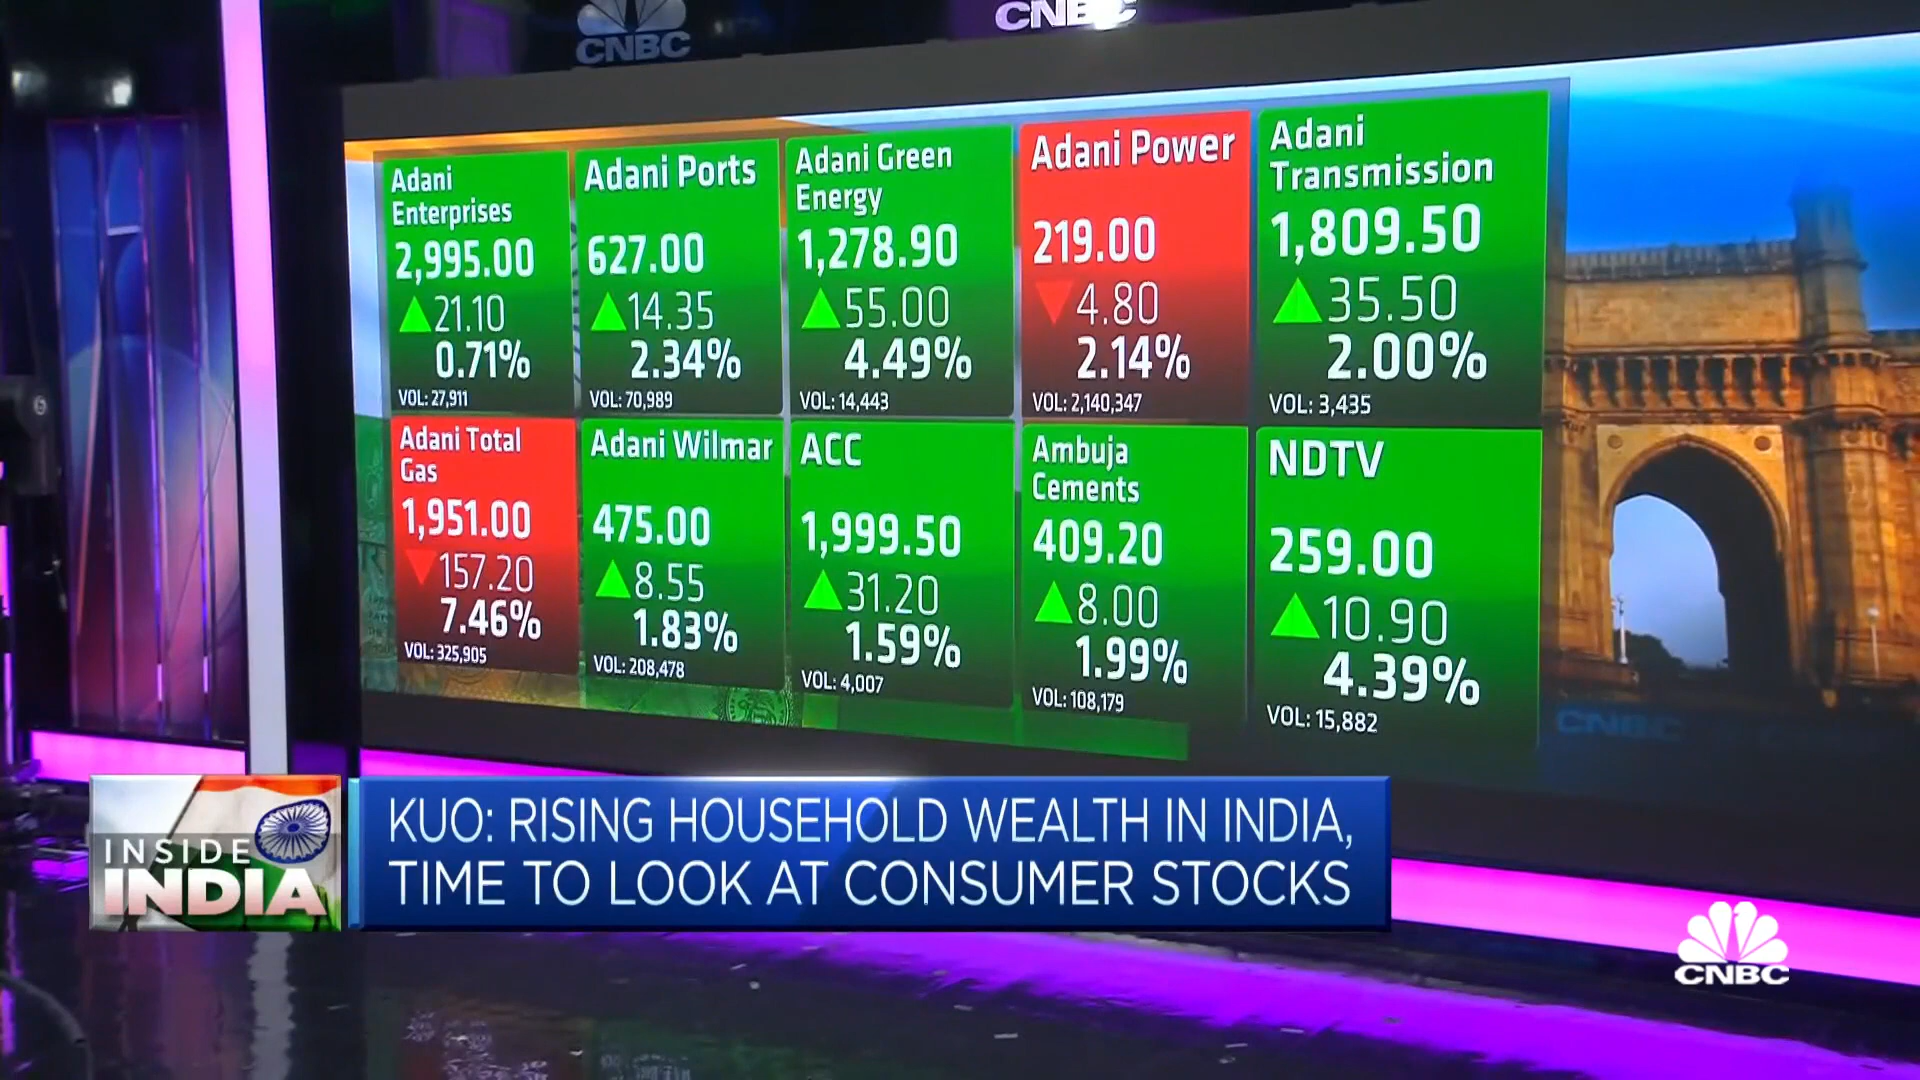 CNBC
CNBC
Adani
Enterprises
2,995.00
21.10
0.71%
VOL: 27,911
Adani Ports
627.00
14.35
2.34%
VOL: 70,989
Adani Green
Energy
1,278.90
55.00
4.49%
VOL: 14,443
Adani Power
219.00
4.80
2.14%
VOL: 2,140,347
Adani
Transmission
1,809.50
35.50
2.00%
VOL: 3,435
Adani Total
Gas
1,951.00
157.20
7.46%
VOL: 325,905
Adani Wilmar
475.00
8.55
1.83%
VOL: 208,478
ACC
1,999.50
31.20
1.59%
VOL: 4,007
Ambuja
Cements
409.20
8.00
1.99%
VOL: 108,179
NDTV
259.00
10.90
4.39%
VOL: 15,882
CNBC
INSIDE
INDIA
KUO: RISING HOUSEHOLD WEALTH IN INDIA,
TIME TO LOOK AT CONSUMER STOCKS
CNBC